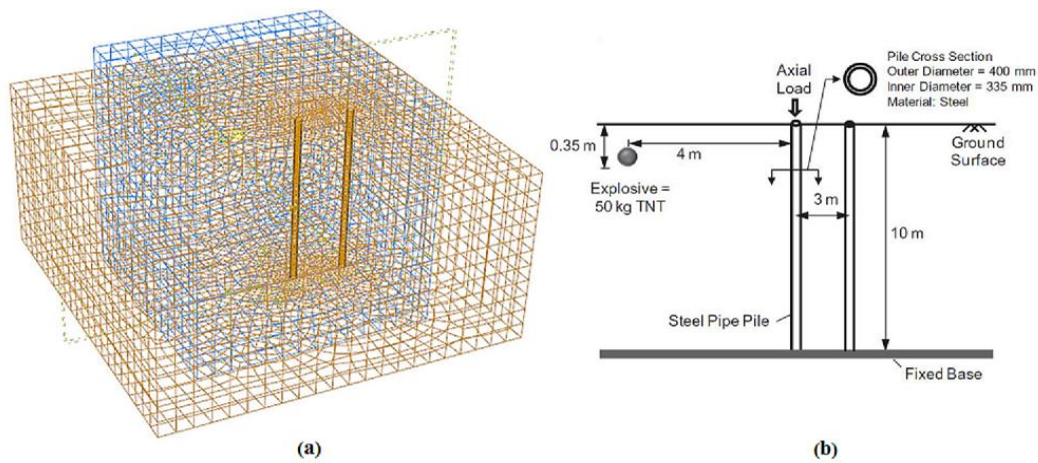 Pile Cross Section
Outer Diameter = 400 mm
Inner Diameter = 335 mm
Material: Steel
Axial
Load
0.35 m
4 m
Ground
Surface
Explosive =
50 kg TNT
3 m
10 m
Steel Pipe Pile
Fixed Base
(a)
(b)